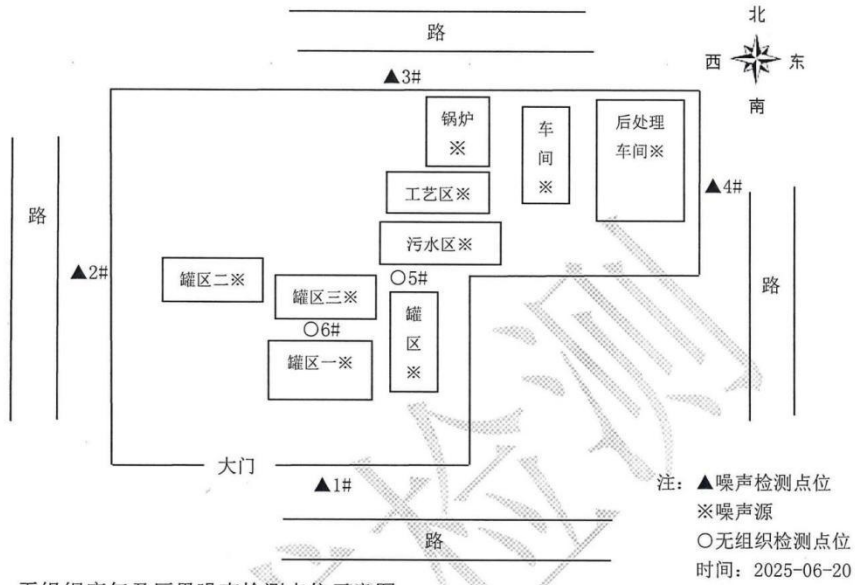 北
路
西 东
▲3#
南
锅炉
※
车
间
※
后处理
车间※
工艺区※
▲4#
路
污水区※
▲2#
罐区二※
○5#
罐区三※
路
罐
区
※
○6#
罐区一※
大门
▲1#
注：▲噪声检测点位
※噪声源
○无组织检测点位
路
时间：2025-06-20